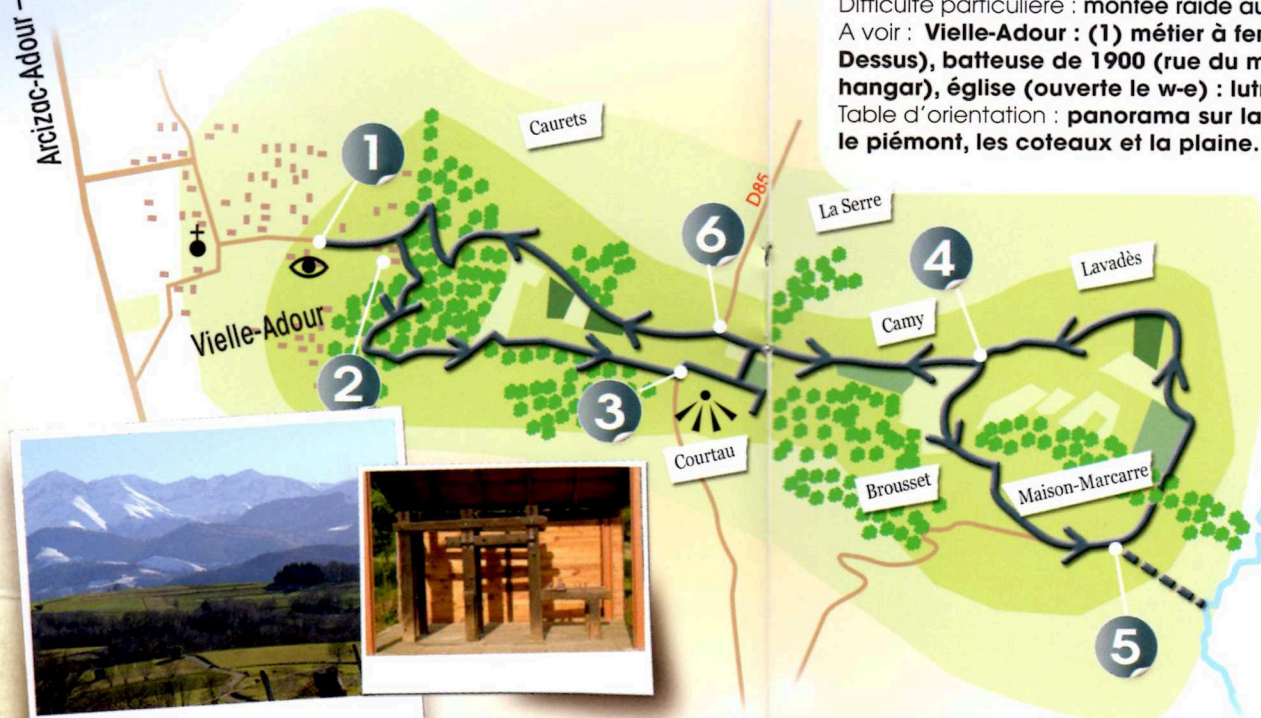 Difficulté particulière : montée raide au
A voir : Vielle-Adour : (1) métier à fer
Dessus), batteuse de 1900 (rue du m
hangar), église (ouverte le w-e) : lut
Table d'orientation : panorama sur la
le piémont, les coteaux et la plaine.
Arcizac-Adour –
Caurets
1
D85
La Serre
6
4
Lavadès
Camy
Vielle-Adour
2
3
Courtau
Brousset
Maison-Marcarre
5